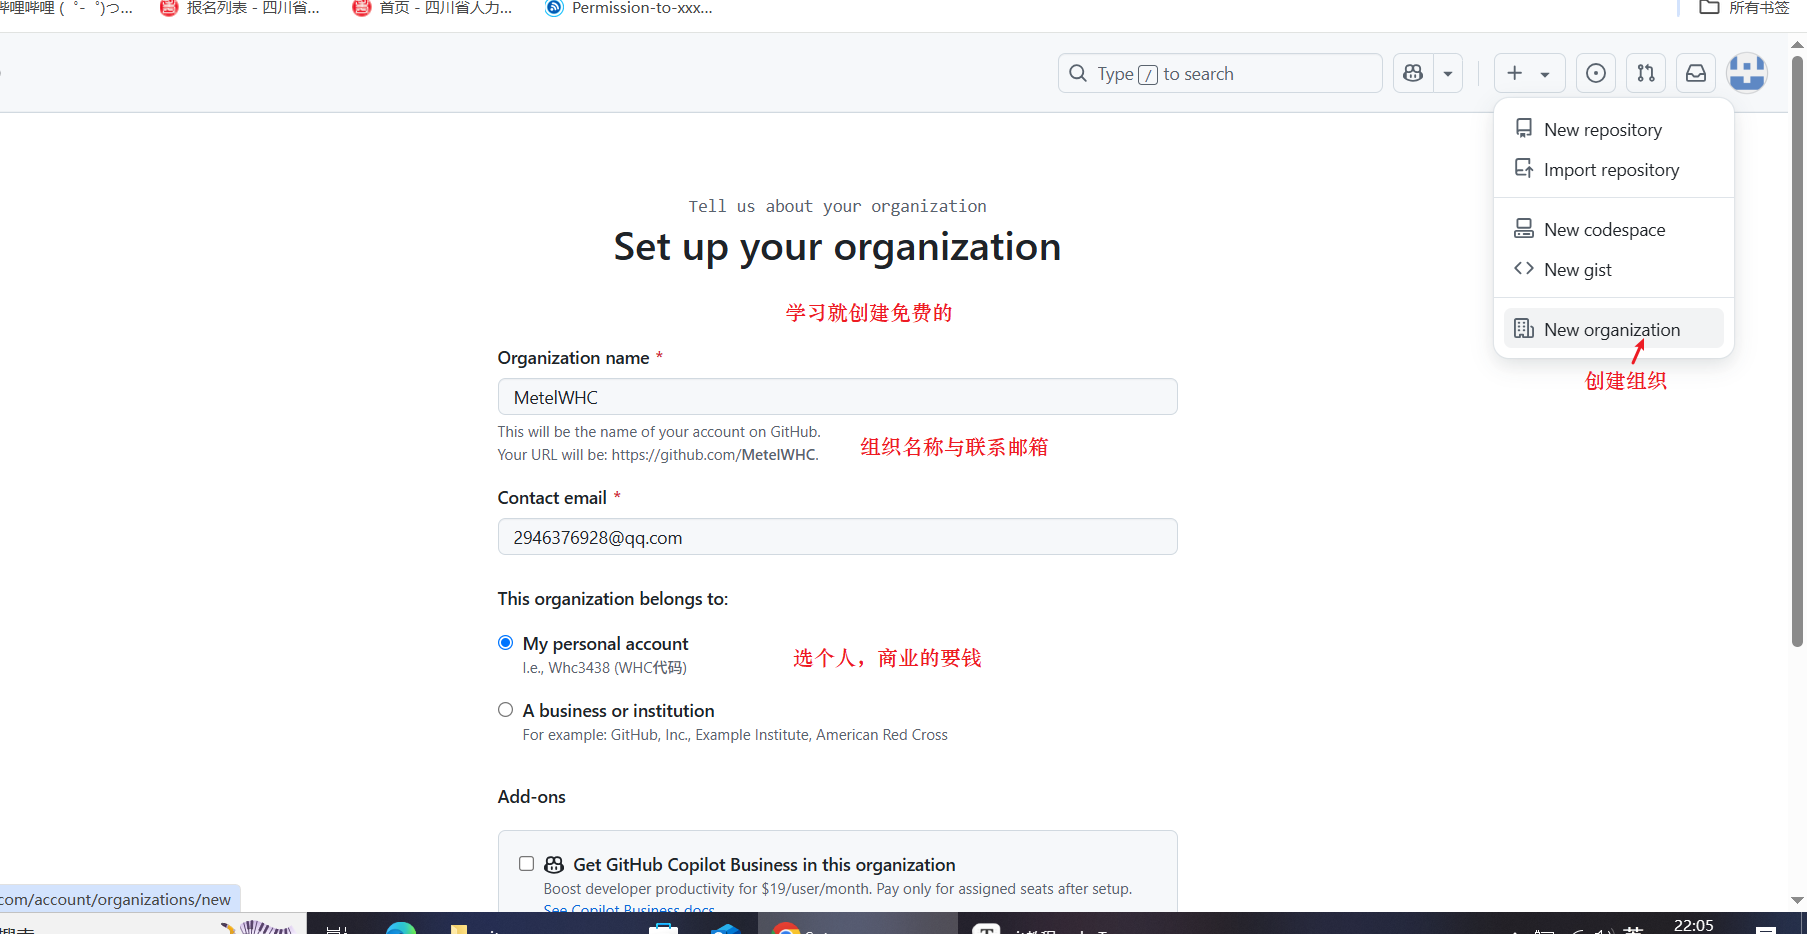 哔哩哔哩 (゜-゜)つ...
报名列表 - 四川省...
首页 - 四川省人力...
Permission-to-xxx...
所有书签
Type / to search
New repository
Import repository
New codespace
New gist
New organization
创建组织
Tell us about your organization
Set up your organization
学习就创建免费的
Organization name *
MetelWHC
This will be the name of your account on GitHub.
Your URL will be: https://github.com/MetelWHC.
组织名称与联系邮箱
Contact email *
2946376928@qq.com
This organization belongs to:
My personal account
I.e., Whc3438 (WHC代码)
选个人，商业的要钱
A business or institution
For example: GitHub, Inc., Example Institute, American Red Cross
Add-ons
Get GitHub Copilot Business in this organization
Boost developer productivity for $19/user/month. Pay only for assigned seats after setup.
See Copilot Business docs
com/account/organizations/new
搜索
英
22:05